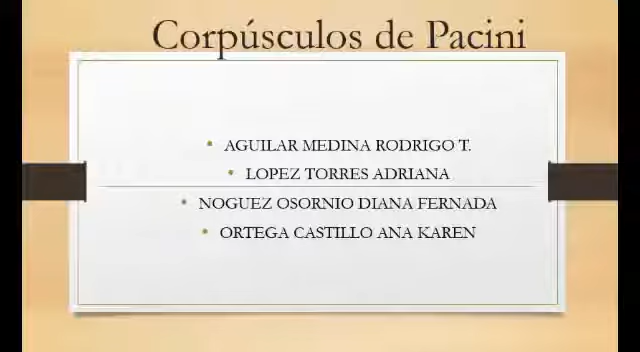 Corpúsculos de Pacini
• AGUILAR MEDINA RODRIGO T.
• LOPEZ TORRES ADRIANA
• NOGUEZ OSORNIO DIANA FERNADA
• ORTEGA CASTILLO ANA KAREN